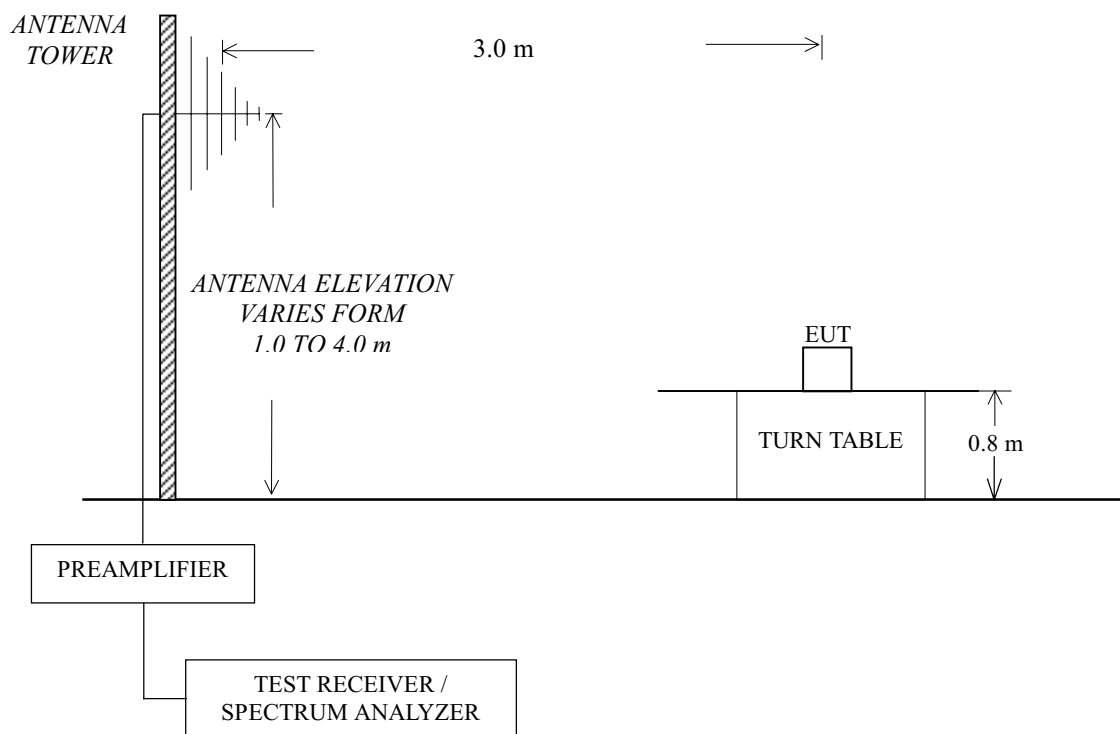 ANTENNA
TOWER
3.0 m
ANTENNA ELEVATION
VARIES FORM
1.0 TO 4.0 m
EUT
TURN TABLE
0.8 m
PREAMPLIFIER
TEST RECEIVER /
SPECTRUM ANALYZER